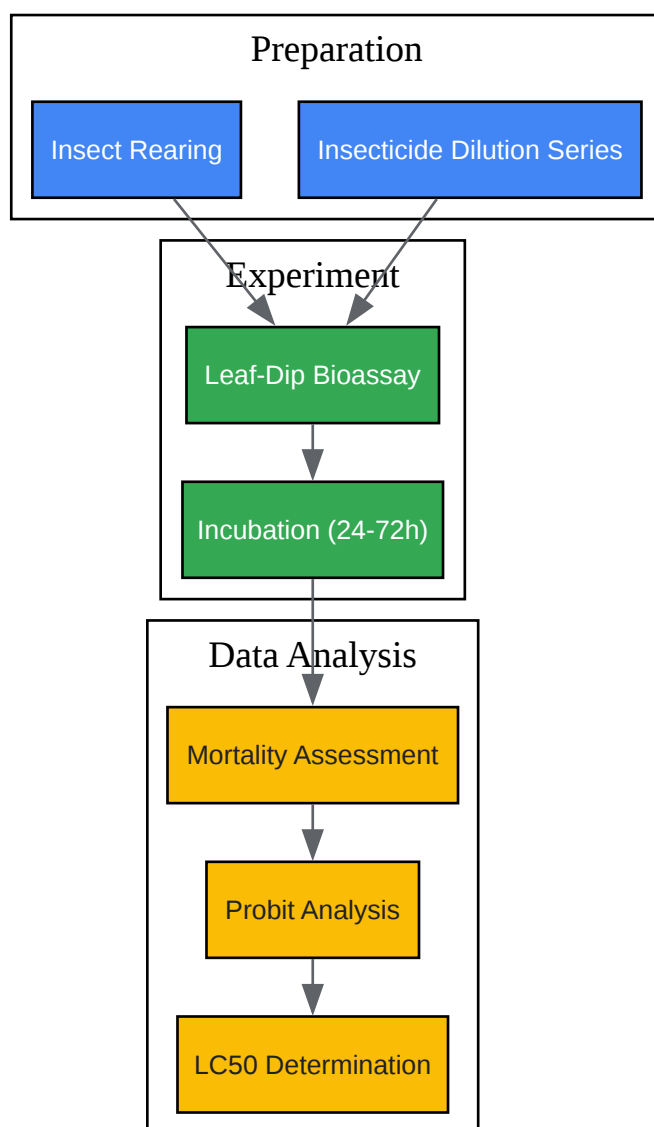 Preparation
Insect Rearing
Insecticide Dilution Series
Experiment
Leaf-Dip Bioassay
Incubation (24-72h)
Data Analysis
Mortality Assessment
Probit Analysis
LC50 Determination